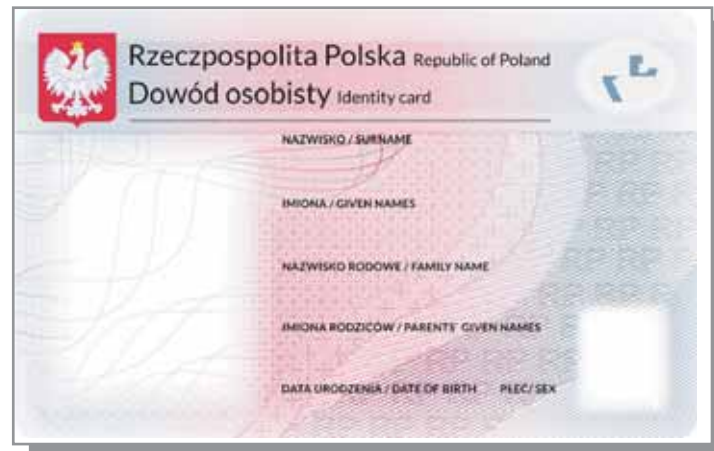 Rzeczpospolita Polska Republic of Poland
Dowód osobisty Identity card
NAZWISKO / SURNAME
IMIONA / GIVEN NAMES
NAZWISKO RODOWE / FAMILY NAME
IMIONA RODZICÓW / PARENTS' GIVEN NAMES
DATA URODZENIA / DATE OF BIRTH PŁEĆ/ SEX